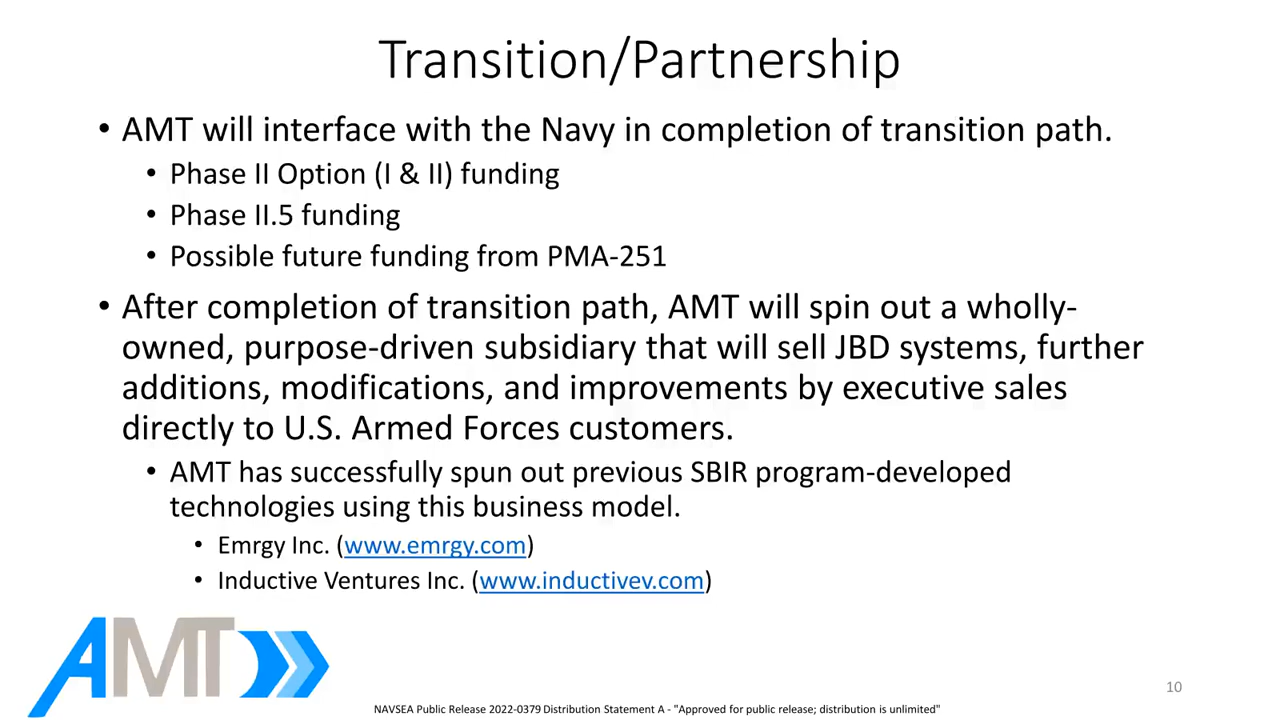 Transition/Partnership
• AMT will interface with the Navy in completion of transition path.
• Phase II Option (I & II) funding
• Phase II.5 funding
• Possible future funding from PMA-251
• After completion of transition path, AMT will spin out a wholly-
owned, purpose-driven subsidiary that will sell JBD systems, further
additions, modifications, and improvements by executive sales
directly to U.S. Armed Forces customers.
• AMT has successfully spun out previous SBIR program-developed
technologies using this business model.
• Emrgy Inc. (www.emrgy.com)
• Inductive Ventures Inc. (www.inductivev.com)
AMT
10
NAVSEA Public Release 2022-0379 Distribution Statement A - "Approved for public release; distribution is unlimited"